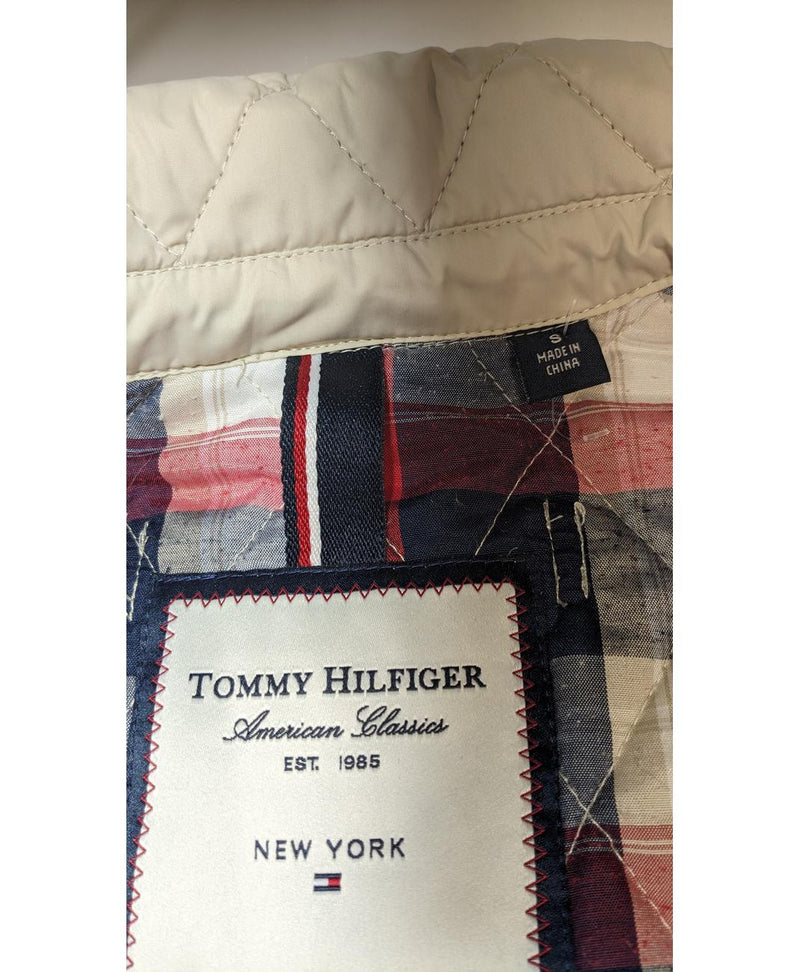 S
MADE IN
CHINA
TOMMY HILFIGER
American Classics
EST. 1985
NEW YORK